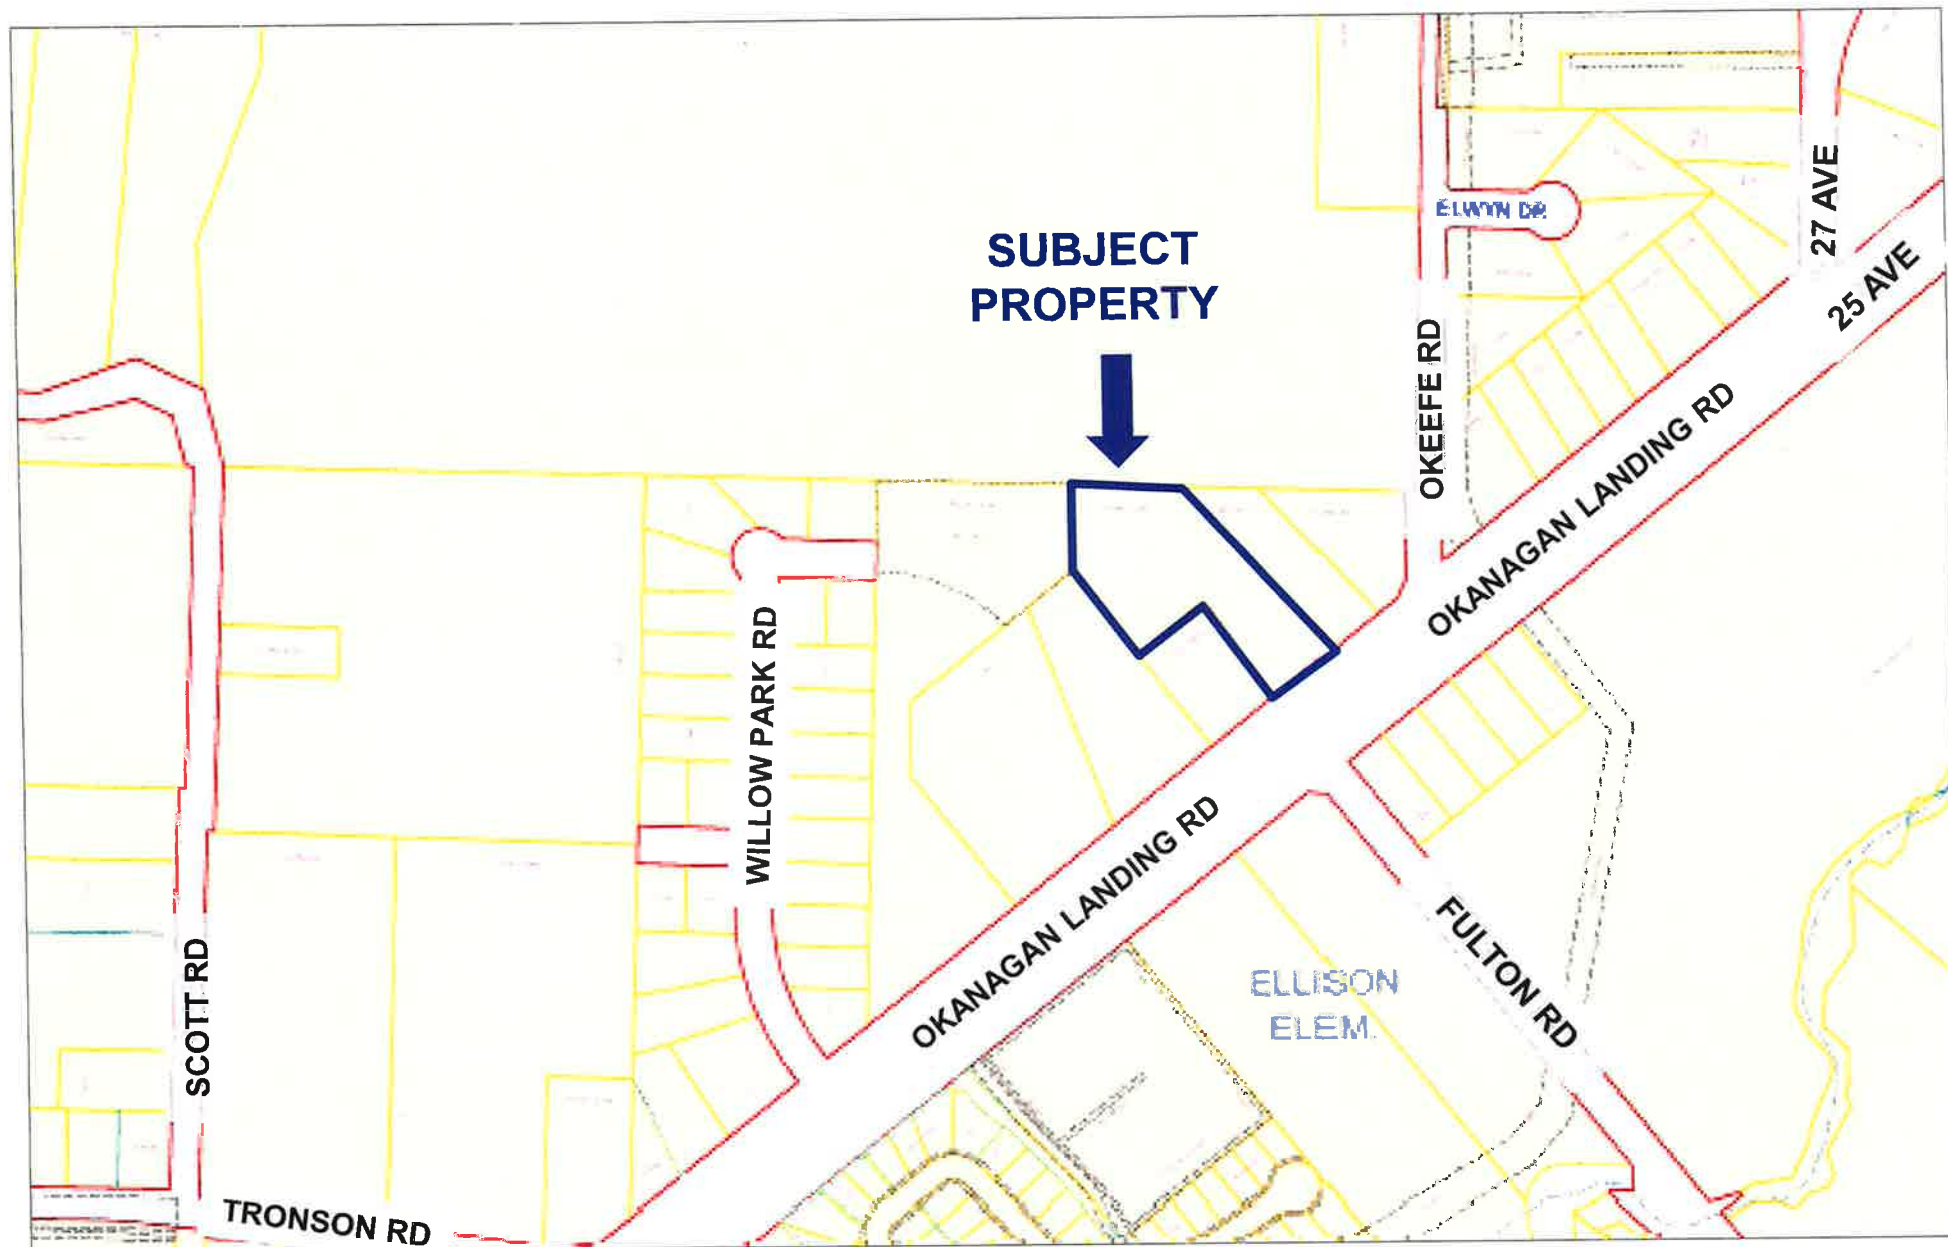 27 AVE
ELWYN DR.
SUBJECT
PROPERTY
25 AVE
OKEEFE RD
OKANAGAN LANDING RD
WILLOW PARK RD
OKANAGAN LANDING RD
FULTON RD
ELLISON
ELEM.
SCOTT RD
TRONSON RD